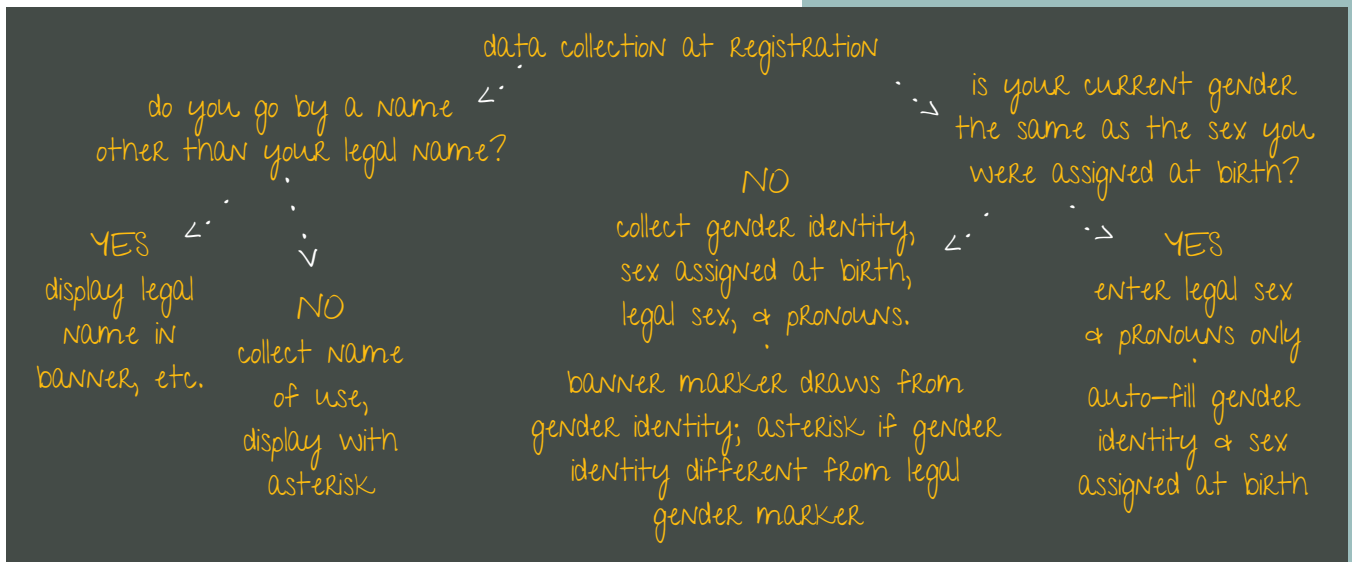 data collection at registration
do you go by a name
other than your legal name?
YES
display legal
name in
banner, etc.
NO
collect name
of use,
display with
asterisk
is your current gender
the same as the sex you
were assigned at birth?
NO
collect gender identity,
sex assigned at birth,
legal sex, & pronouns.
banner marker draws from
gender identity; asterisk if gender
identity different from legal
gender marker
YES
enter legal sex
& pronouns only
auto-fill gender
identity & sex
assigned at birth